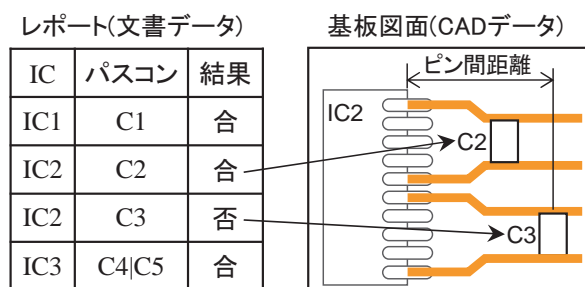 レポート(文書データ)
IC パスコン 結果
IC1 C1 合
IC2 C2 合
IC2 C3 否
IC3 C4|C5 合
基板図面(CADデータ)
ピン間距離
IC2
C2
C3